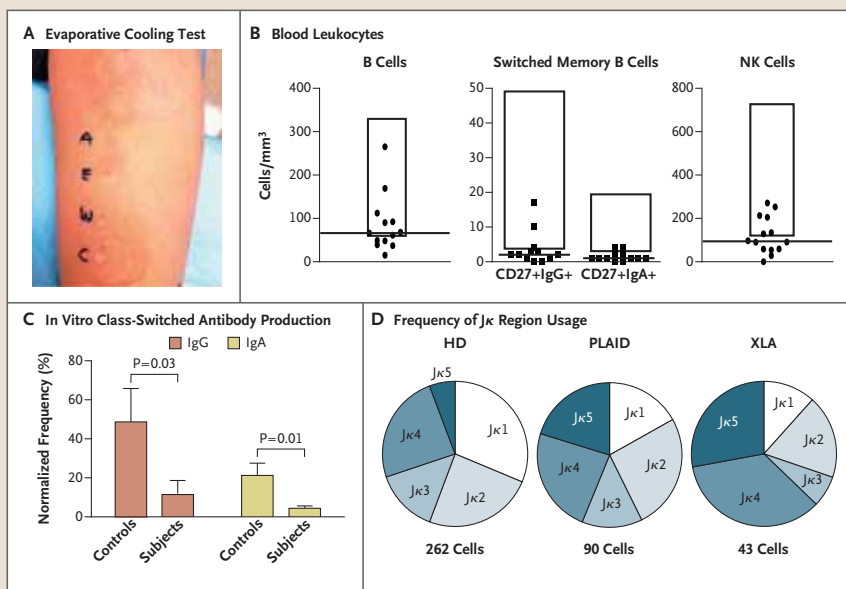 A Evaporative Cooling Test
A
E
W
C
B Blood Leukocytes
B Cells
Cells/mm³
400
300
200
100
0
Switched Memory B Cells
50
40
30
20
10
0
CD27+IgG+ CD27+IgA+
NK Cells
800
600
400
200
0
C In Vitro Class-Switched Antibody Production
IgG IgA
Normalized Frequency (%)
80
60
40
20
0
P=0.03
P=0.01
Controls Subjects Controls Subjects
D Frequency of Jκ Region Usage
HD
Jκ5
Jκ1
Jκ4
Jκ3
Jκ2
262 Cells
PLAID
Jκ5
Jκ1
Jκ4
Jκ2
Jκ3
90 Cells
XLA
Jκ1
Jκ5
Jκ2
Jκ3
Jκ4
43 Cells